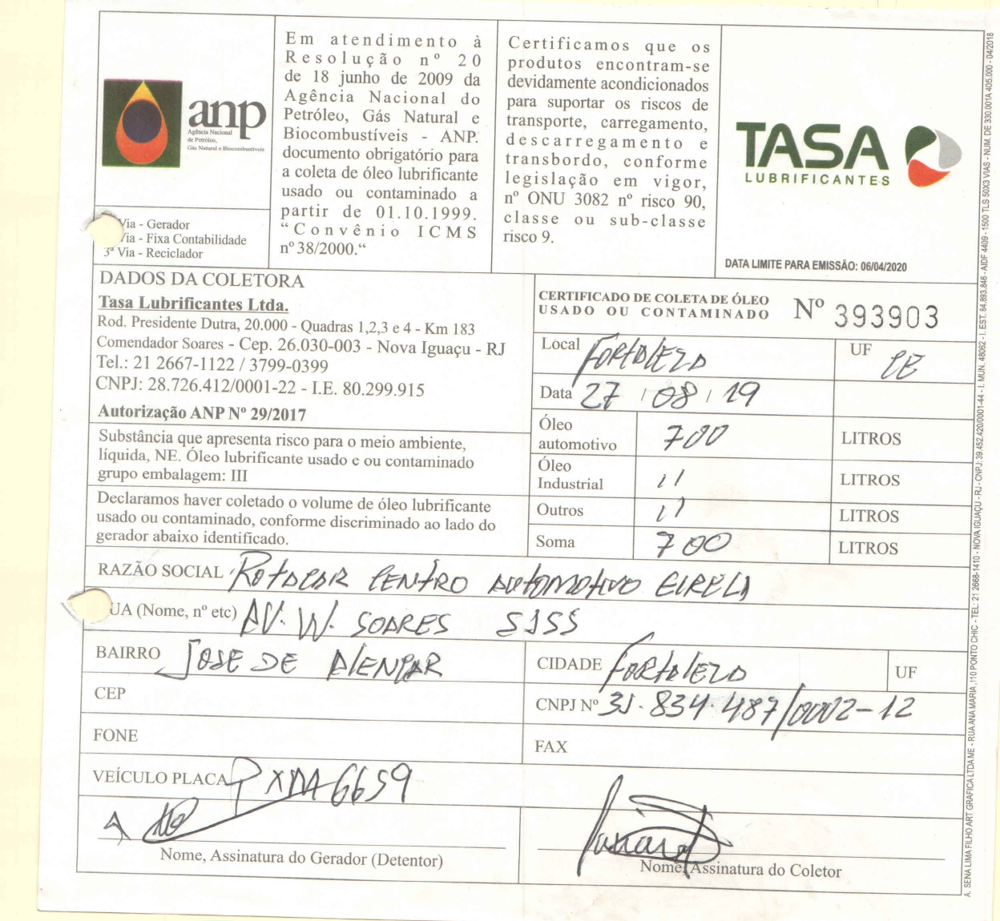 anp
Agência Nacional
de Petróleo,
Gás Natural e Biocombustíveis
Via - Gerador
Via - Fixa Contabilidade
3ª Via - Reciclador
Em atendimento à
Resolução nº 20
de 18 junho de 2009 da
Agência Nacional do
Petróleo, Gás Natural e
Biocombustíveis - ANP.
documento obrigatório para
a coleta de óleo lubrificante
usado ou contaminado a
partir de 01.10.1999.
“Convênio ICMS
nº38/2000.“
Certificamos que os
produtos encontram-se
devidamente acondicionados
para suportar os riscos de
transporte, carregamento,
descarregamento e
transbordo, conforme
legislação em vigor,
nº ONU 3082 nº risco 90,
classe ou sub-classe
risco 9.
TASA
LUBRIFICANTES
DATA LIMITE PARA EMISSÃO: 06/04/2020
DADOS DA COLETORA
Tasa Lubrificantes Ltda.
Rod. Presidente Dutra, 20.000 - Quadras 1,2,3 e 4 - Km 183
Comendador Soares - Cep. 26.030-003 - Nova Iguaçu - RJ
Tel.: 21 2667-1122 / 3799-0399
CNPJ: 28.726.412/0001-22 - I.E. 80.299.915
Autorização ANP Nº 29/2017
Substância que apresenta risco para o meio ambiente,
líquida, NE. Óleo lubrificante usado e ou contaminado
grupo embalagem: III
Declaramos haver coletado o volume de óleo lubrificante
usado ou contaminado, conforme discriminado ao lado do
gerador abaixo identificado.
CERTIFICADO DE COLETA DE ÓLEO
USADO OU CONTAMINADO Nº 393903
Local FORTALEZA UF CE
Data 27 / 08 / 19
Óleo
automotivo 700 LITROS
Óleo
Industrial 11 LITROS
Outros 11 LITROS
Soma 700 LITROS
RAZÃO SOCIAL ROTACAR CENTRO AUTOMOTIVO EIRELI
UA (Nome, nº etc) AV. W. SOARES 5155
BAIRRO JOSE DE ALENCAR
CIDADE FORTALEZA UF
CEP
CNPJ Nº 31.834.487/0002-12
FONE
FAX
VEÍCULO PLACA 6659
Nome, Assinatura do Gerador (Detentor)
Nome, Assinatura do Coletor
A. SENA LIMA FILHO ART GRAFICA LTDA ME - RUA ANA MARIA ,110 PONTO CHIC - TEL: 21 2668-1410 - NOVA IGUAÇU - RJ - CNPJ: 39.452.420/0001-44 - I. MUN. 48062 - I. EST. 84.893.846 - AIDF 4409 - 1500 TLS 50X3 VIAS - NUM. DE 330.001A 405.000 - 04/2018